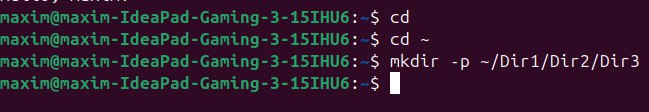 maxim@maxim-IdeaPad-Gaming-3-15IHU6:~$ cd
maxim@maxim-IdeaPad-Gaming-3-15IHU6:~$ cd ~
maxim@maxim-IdeaPad-Gaming-3-15IHU6:~$ mkdir -p ~/Dir1/Dir2/Dir3
maxim@maxim-IdeaPad-Gaming-3-15IHU6:~$